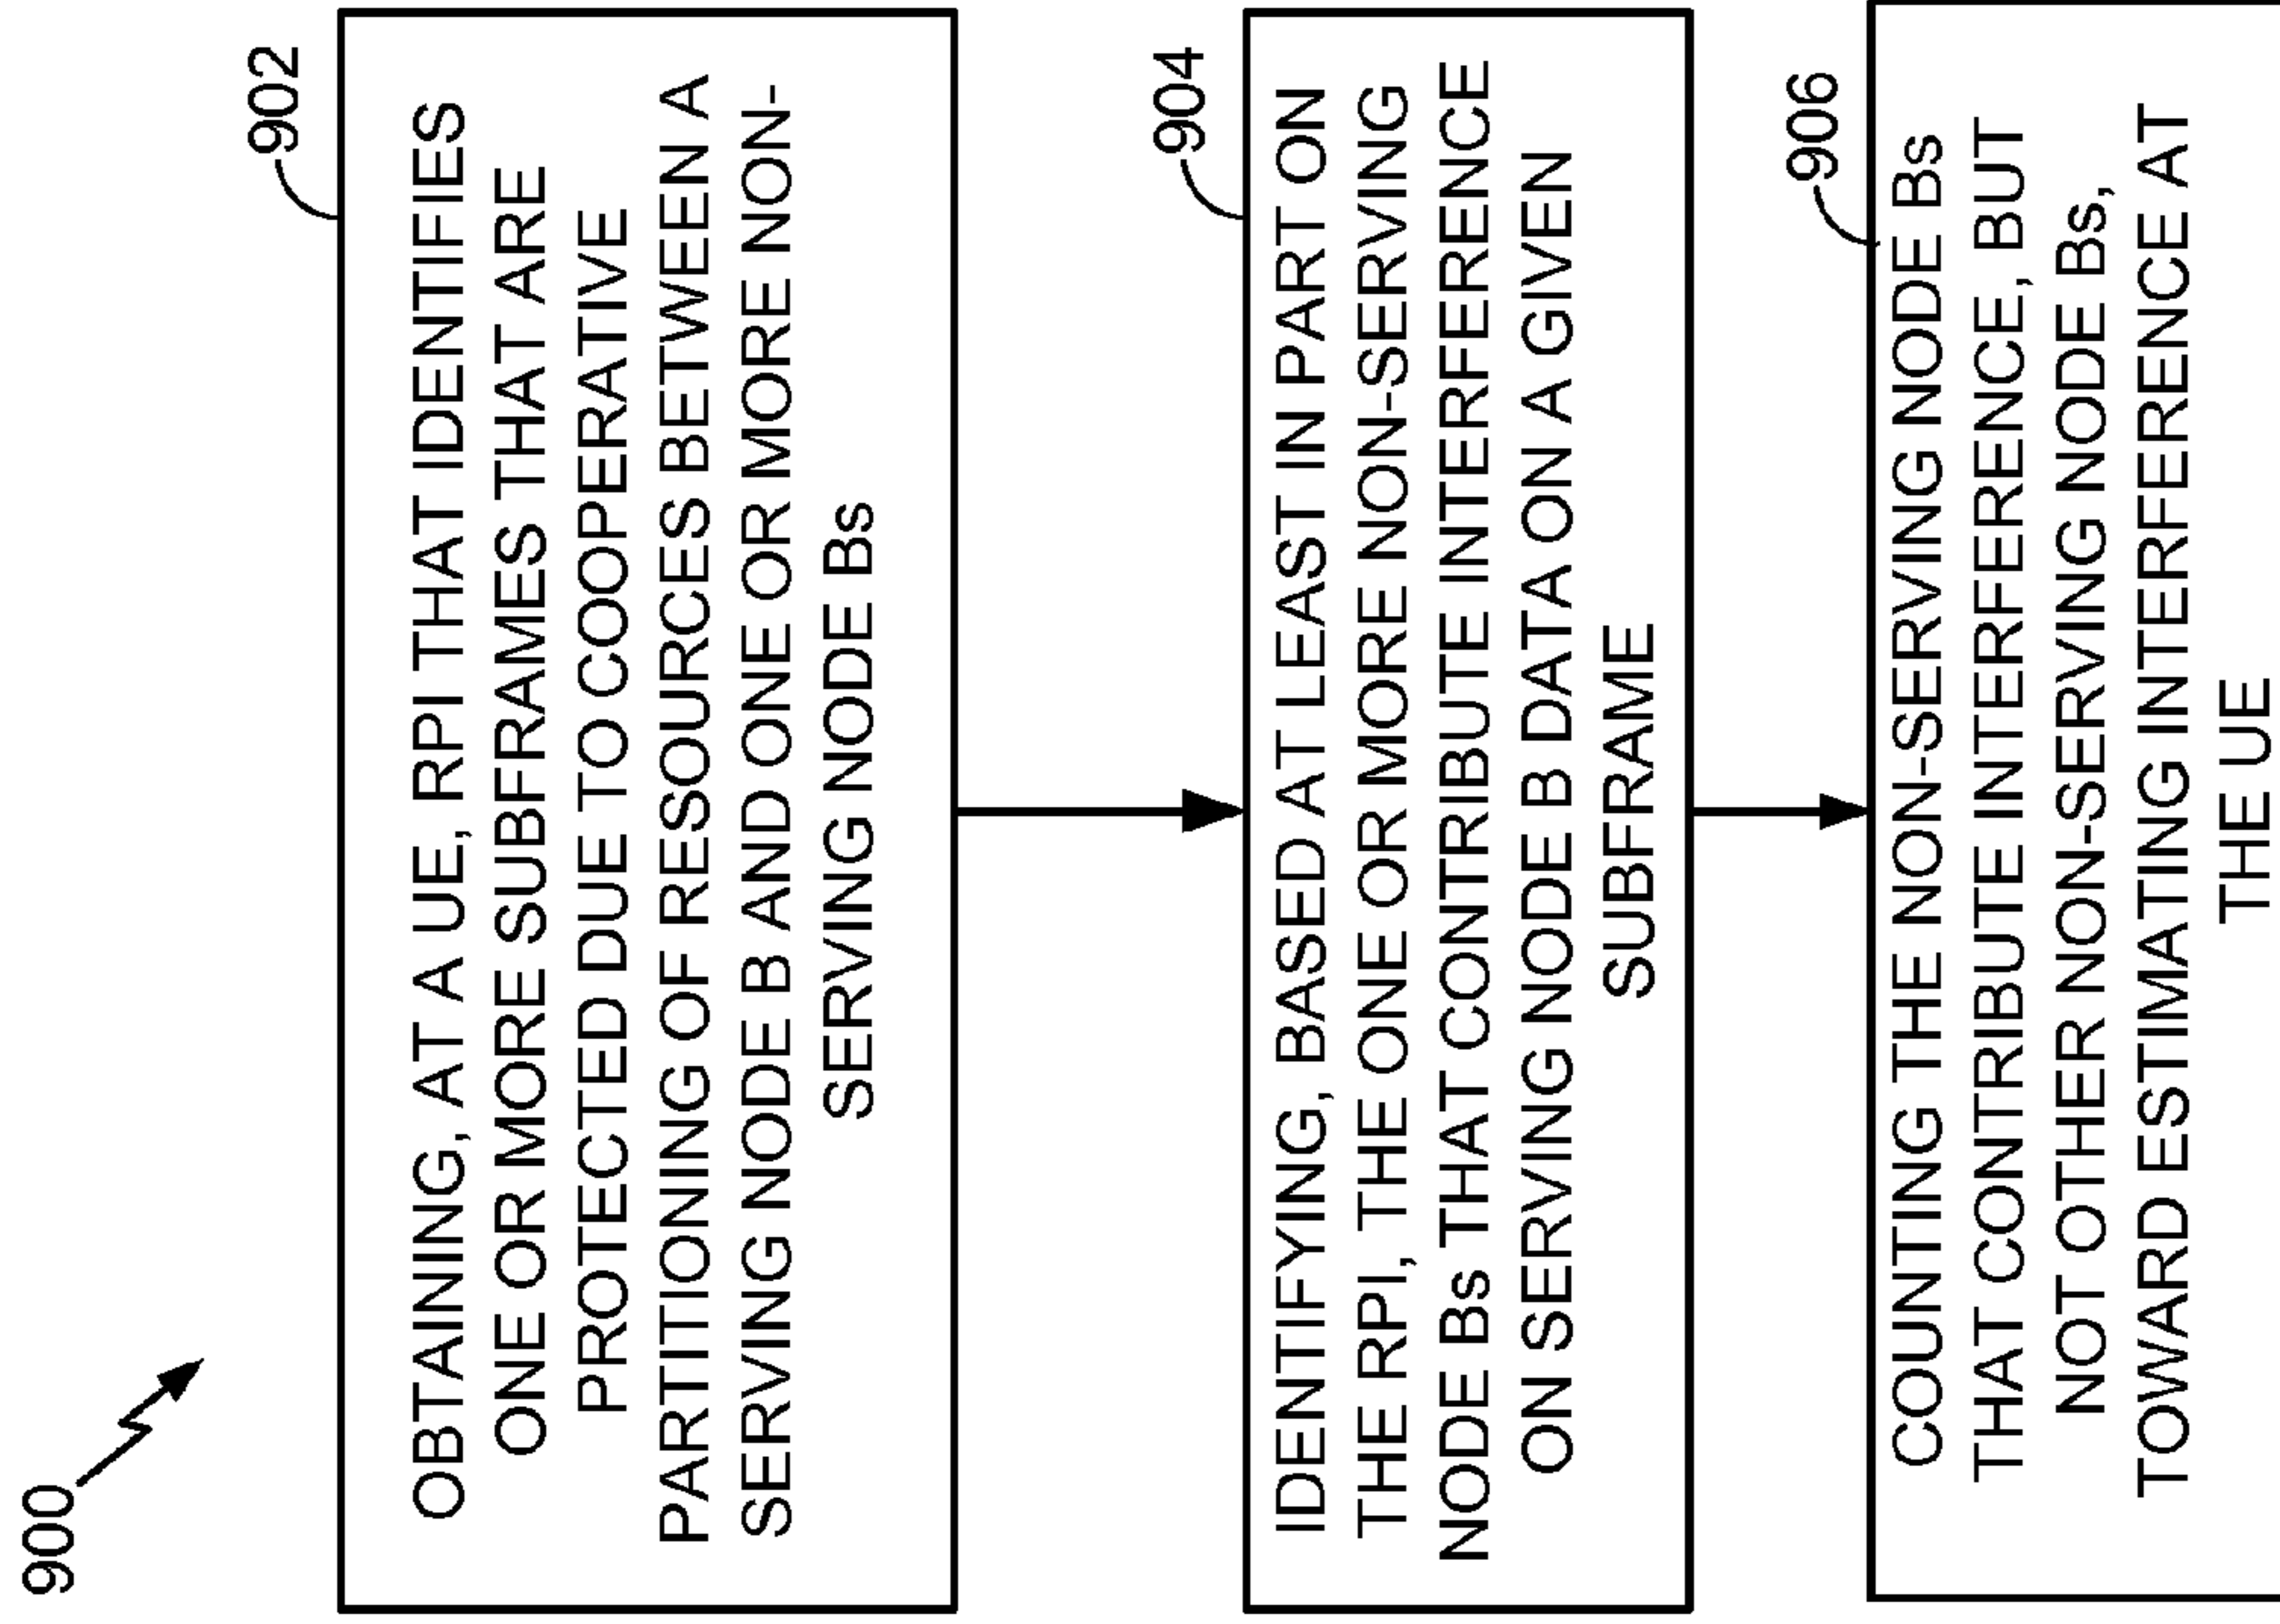 900
902
OBTAINING, AT A UE, RPI THAT IDENTIFIES
ONE OR MORE SUBFRAMES THAT ARE
PROTECTED DUE TO COOPERATIVE
PARTITIONING OF RESOURCES BETWEEN A
SERVING NODE B AND ONE OR MORE NON-
SERVING NODE Bs
904
IDENTIFYING, BASED AT LEAST IN PART ON
THE RPI, THE ONE OR MORE NON-SERVING
NODE Bs THAT CONTRIBUTE INTERFERENCE
ON SERVING NODE B DATA ON A GIVEN
SUBFRAME
906
COUNTING THE NON-SERVING NODE Bs
THAT CONTRIBUTE INTERFERENCE, BUT
NOT OTHER NON-SERVING NODE Bs,
TOWARD ESTIMATING INTERFERENCE AT
THE UE